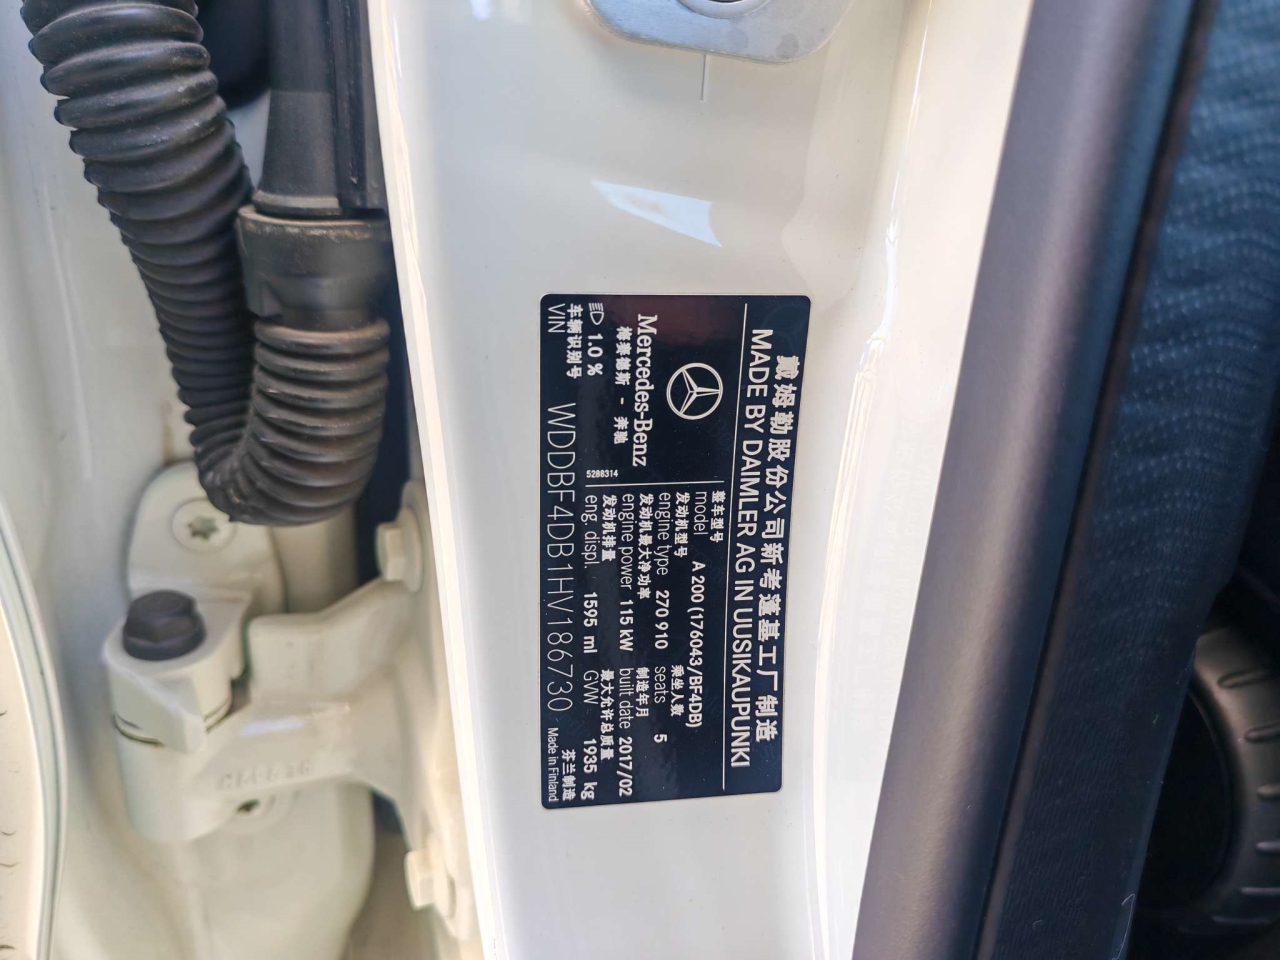 戴姆勒股份公司新考蓬基工厂制造
MADE BY DAIMLER AG IN UUSIKAUPUNKI
Mercedes-Benz
梅赛德斯 - 奔驰
1.0 %
5288314
整车型号
model A 200 (176043/BF4DB)
发动机型号 乘坐人数
engine type 270 910 seats 5
发动机最大净功率 制造年月
engine power 115 kW built date 2017/02
发动机排量 最大允许总质量
eng. displ. 1595 ml GVW 1935 kg
车辆识别号 芬兰制造
VIN WDDBF4DB1HV186730 Made in Finland